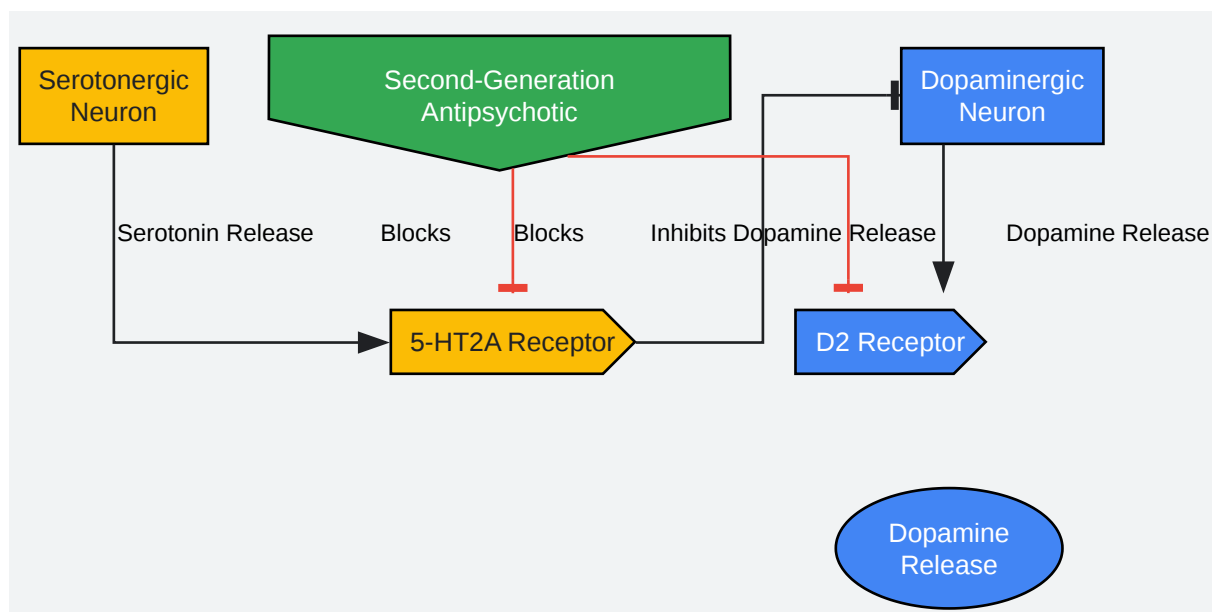 Serotonergic
Neuron
Second-Generation
Antipsychotic
Dopaminergic
Neuron
Serotonin Release
Blocks
Blocks
Inhibits Dopamine Release
Dopamine Release
5-HT2A Receptor
D2 Receptor
Dopamine
Release